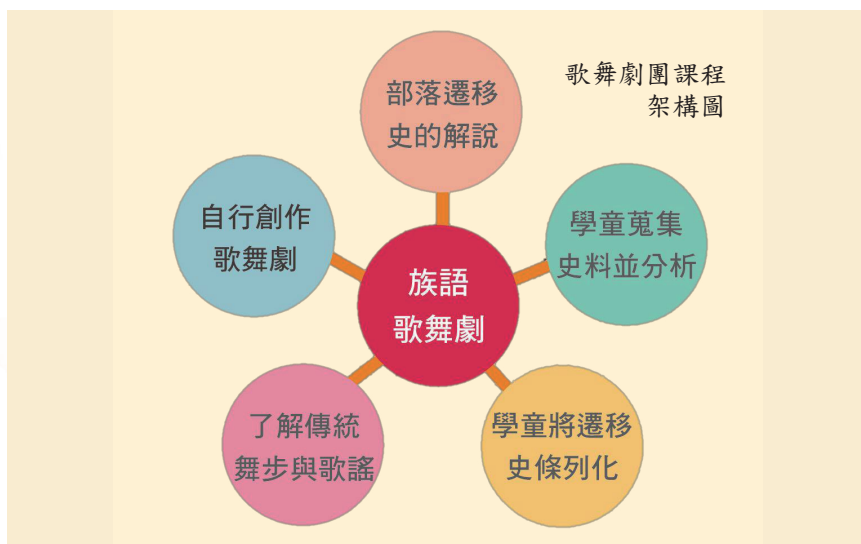 歌舞劇團課程
架構圖
部落遷移
史的解說
學童蒐集
史料並分析
學童將遷移
史條列化
了解傳統
舞步與歌謠
自行創作
歌舞劇
族語
歌舞劇